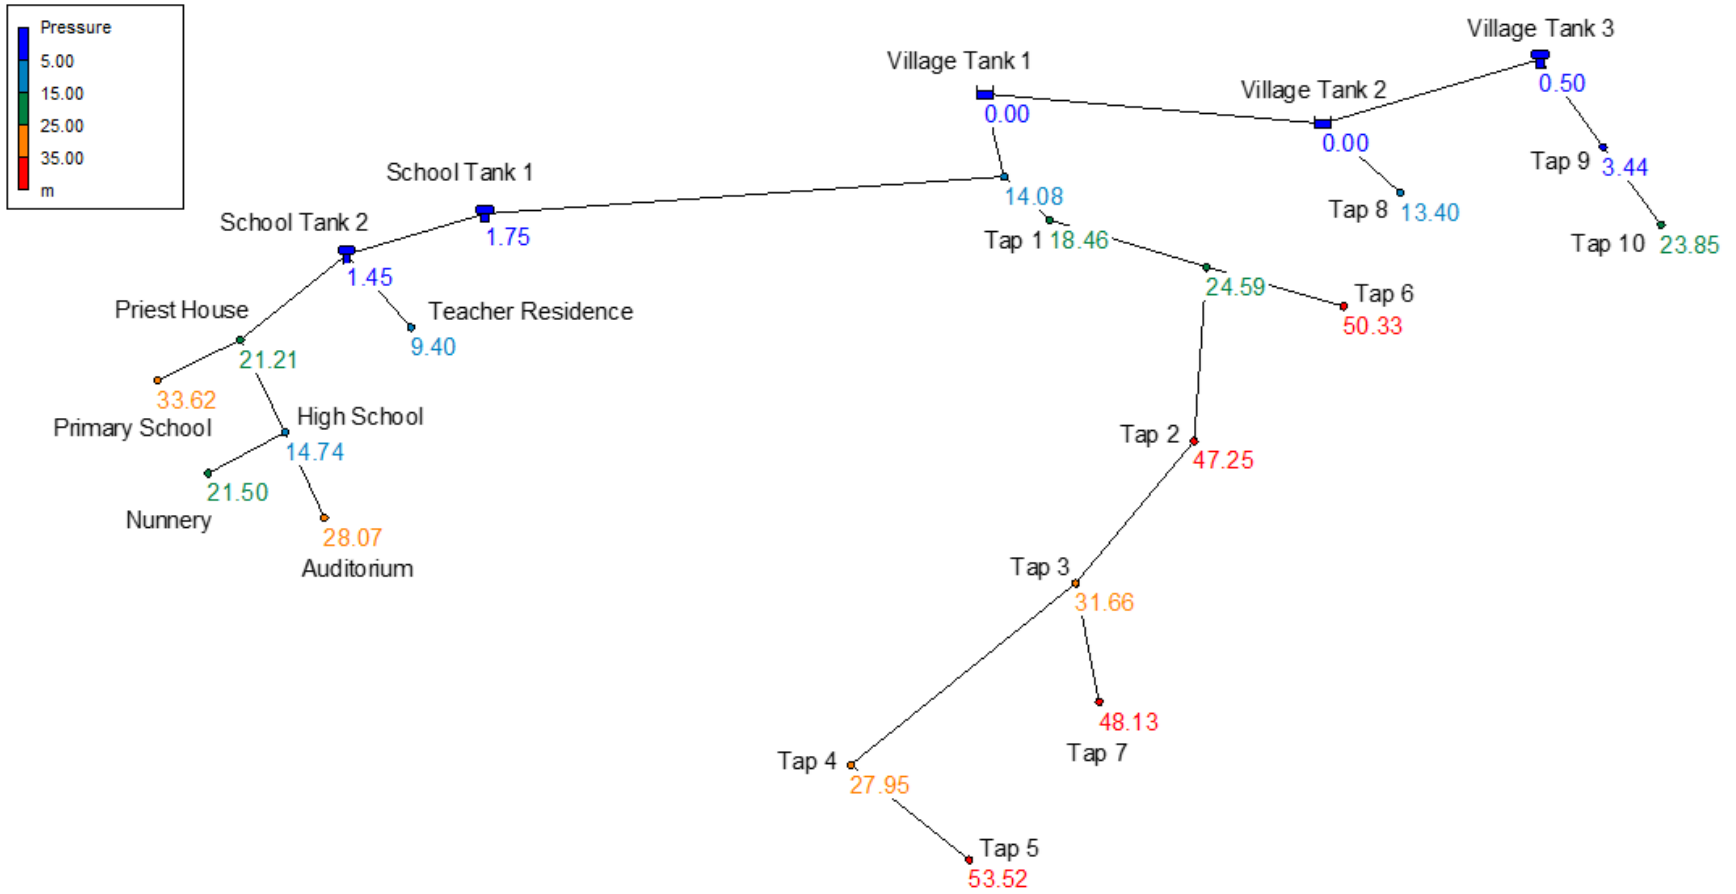 Pressure
5.00
15.00
25.00
35.00
m
Village Tank 3
0.50
Village Tank 1
0.00
Village Tank 2
0.00
Tap 9 3.44
School Tank 1
1.75
14.08
Tap 8 13.40
School Tank 2
1.45
Tap 1 18.46
Tap 10 23.85
24.59
Tap 6
50.33
Priest House
21.21
Teacher Residence
9.40
33.62
Primary School
High School
14.74
Tap 2
47.25
21.50
Nunnery
28.07
Auditorium
Tap 3
31.66
48.13
Tap 7
Tap 4
27.95
Tap 5
53.52